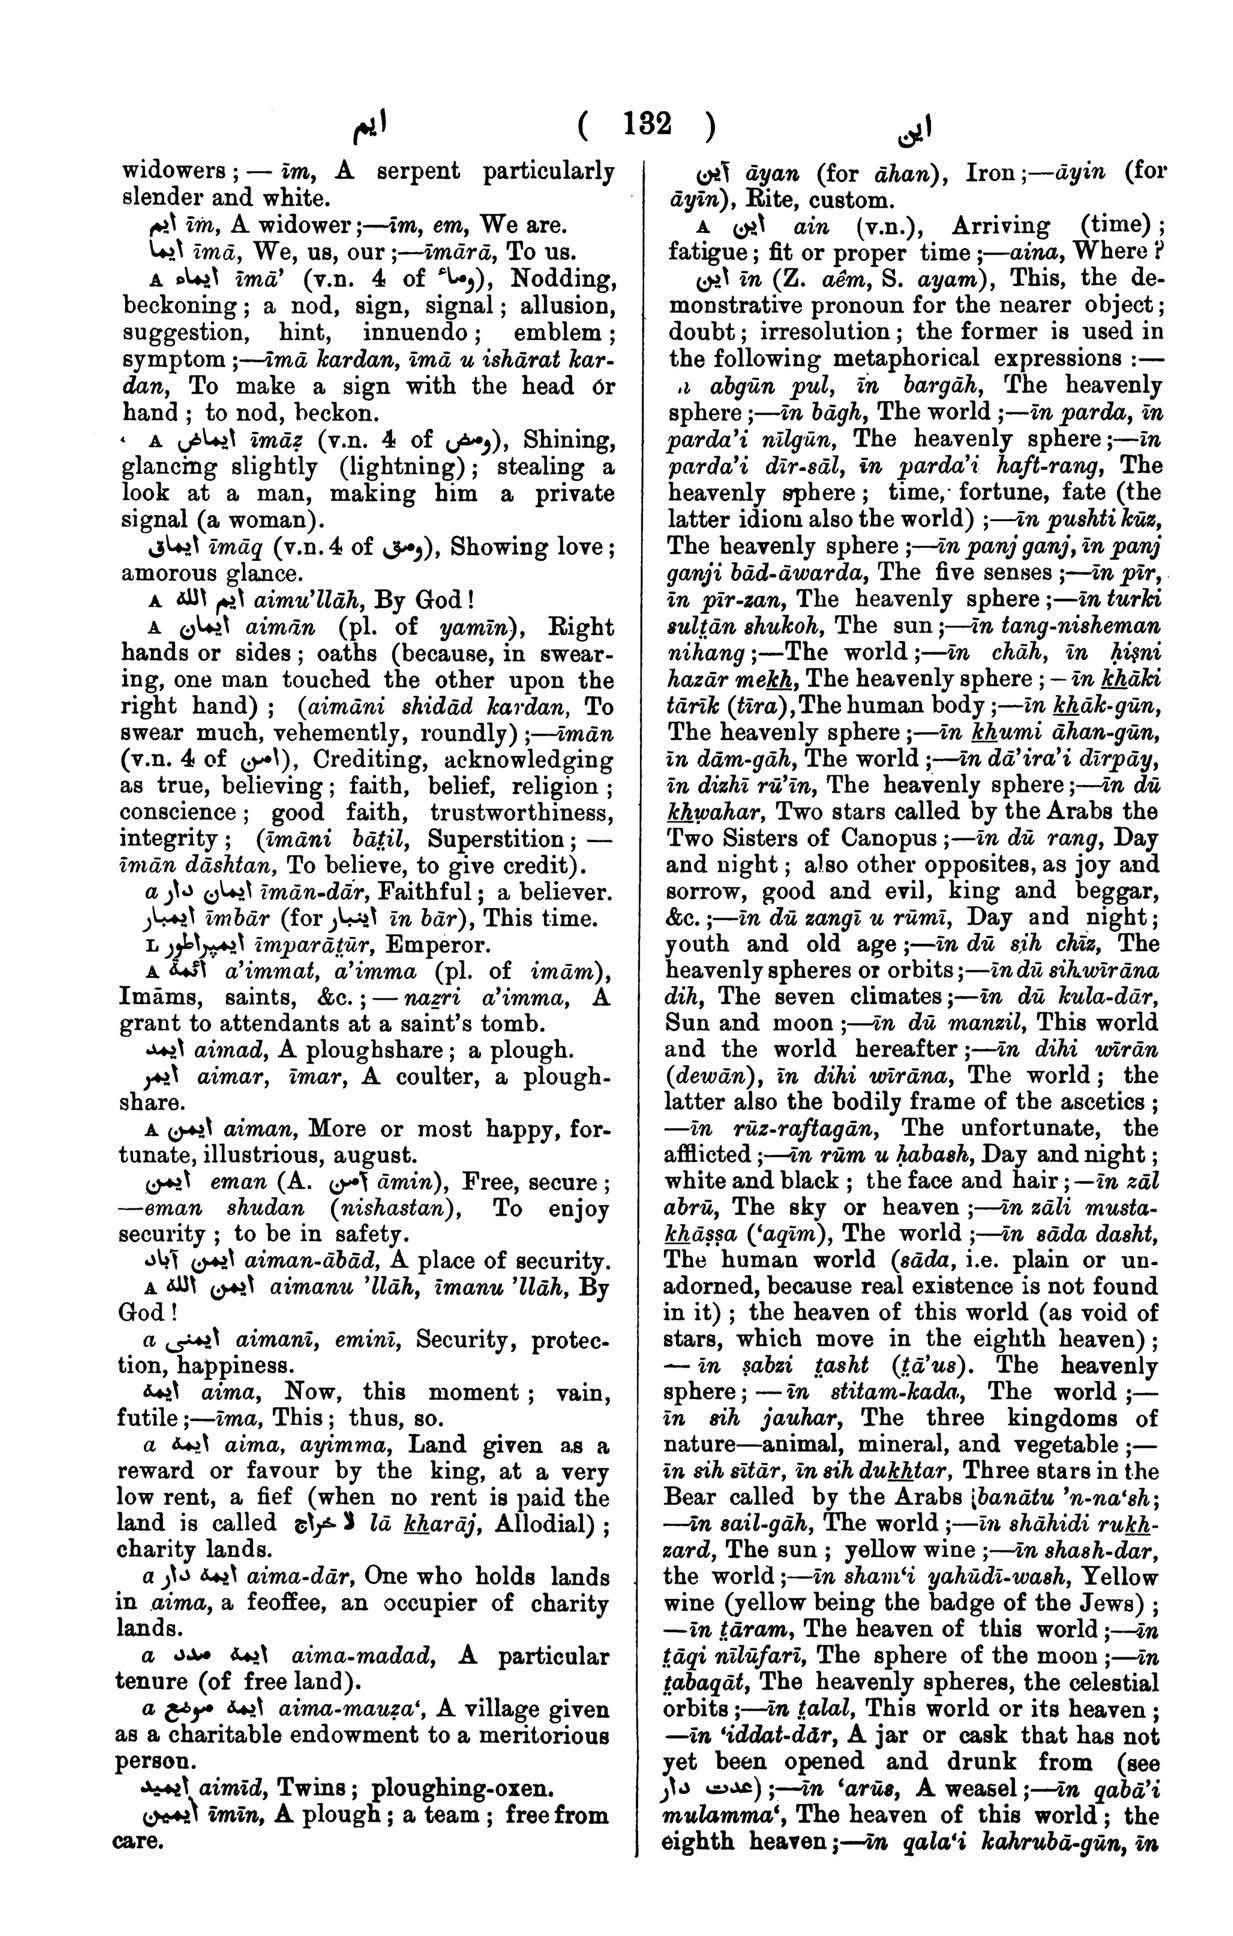 ايم ( 132 ) اين
widowers ; — īm, A serpent particularly
slender and white.
ايم īm, A widower ;—īm, em, We are.
ايما īmā, We, us, our ;—īmārā, To us.
A ايماء īmā’ (v.n. 4 of ومأ), Nodding,
beckoning ; a nod, sign, signal ; allusion,
suggestion, hint, innuendo ; emblem ;
symptom ;—īmā kardan, īmā u ishārat kar-
dan, To make a sign with the head or
hand ; to nod, beckon.
A ايماض īmāẓ (v.n. 4 of ومض), Shining,
glancing slightly (lightning) ; stealing a
look at a man, making him a private
signal (a woman).
ايماق īmāq (v.n. 4 of ومق), Showing love ;
amorous glance.
A ايم الله aimu’llāh, By God !
A ايمان aimān (pl. of yamīn), Right
hands or sides ; oaths (because, in swear-
ing, one man touched the other upon the
right hand) ; (aimāni shidād kardan, To
swear much, vehemently, roundly) ;—īmān
(v.n. 4 of امن), Crediting, acknowledging
as true, believing ; faith, belief, religion ;
conscience ; good faith, trustworthiness,
integrity ; (īmāni bāt̤il, Superstition ; —
īmān dāshtan, To believe, to give credit).
a ايمان دار īmān-dār, Faithful ; a believer.
ايمبار īmbār (for اينبار īn bār), This time.
L ايمپراطور īmparāt̤ūr, Emperor.
A ائمة a’immat, a’imma (pl. of imām),
Imāms, saints, &c. ; — naẕri a’imma, A
grant to attendants at a saint’s tomb.
ايمد aimad, A ploughshare ; a plough.
ايمر aimar, īmar, A coulter, a plough-
share.
A ايمن aiman, More or most happy, for-
tunate, illustrious, august.
ايمن eman (A. آمن āmin), Free, secure ;
—eman shudan (nishastan), To enjoy
security ; to be in safety.
ايمن آباد aiman-ābād, A place of security.
A ايمن الله aimanu ’llāh, īmanu ’llāh, By
God !
a ايمنى aimanī, eminī, Security, protec-
tion, happiness.
ايمه aima, Now, this moment ; vain,
futile ;—īma, This ; thus, so.
a ايمه aima, ayimma, Land given as a
reward or favour by the king, at a very
low rent, a fief (when no rent is paid the
land is called لا خراج lā kharāj, Allodial) ;
charity lands.
a ايمه دار aima-dār, One who holds lands
in aima, a feoffee, an occupier of charity
lands.
a ايمه مدد aima-madad, A particular
tenure (of free land).
a ايمه موضع aima-mauẓa‘, A village given
as a charitable endowment to a meritorious
person.
ايميد aimīd, Twins ; ploughing-oxen.
ايمين īmīn, A plough ; a team ; free from
care.
آين āyan (for āhan), Iron ;—āyin (for
āyīn), Rite, custom.
A اين ain (v.n.), Arriving (time) ;
fatigue ; fit or proper time ;—aina, Where ?
اين īn (Z. aêm, S. ayam), This, the de-
monstrative pronoun for the nearer object ;
doubt ; irresolution ; the former is used in
the following metaphorical expressions :—
abgūn pul, īn bargāh, The heavenly
sphere ;—īn bāgh, The world ;—īn parda, īn
parda’i nīlgūn, The heavenly sphere ;—īn
parda’i dīr-sāl, īn parda’i haft-rang, The
heavenly sphere ; time, fortune, fate (the
latter idiom also the world) ;—īn pushti kūz,
The heavenly sphere ;—īn panj ganj, īn panj
ganji bād-āwarda, The five senses ;—īn pīr,
īn pīr-zan, The heavenly sphere ;—īn turki
sult̤ān shukoh, The sun ;—īn tang-nisheman
nihang ;—The world ;—īn chāh, īn ḥiṣni
hazār mekh, The heavenly sphere ; — īn khāki
tārīk (tīra), The human body ;—īn khāk-gūn,
The heavenly sphere ;—īn khumi āhan-gūn,
īn dām-gāh, The world ;—īn dā’ira’i dīrpāy,
īn dizhī rū’īn, The heavenly sphere ;—īn dū
khẉahar, Two stars called by the Arabs the
Two Sisters of Canopus ;—īn dū rang, Day
and night ; also other opposites, as joy and
sorrow, good and evil, king and beggar,
&c. ;—īn dū zangī u rūmī, Day and night ;
youth and old age ;—īn dū sih chīz, The
heavenly spheres or orbits ;—īn dū sih wīrāna
dih, The seven climates ;—īn dū kula-dār,
Sun and moon ;—īn dū manzil, This world
and the world hereafter ;—īn dihi wīrān
(dewān), īn dihi wīrāna, The world ; the
latter also the bodily frame of the ascetics ;
—īn rūz-raftagān, The unfortunate, the
afflicted ;—īn rūm u ḥabash, Day and night ;
white and black ; the face and hair ; —īn zāl
abrū, The sky or heaven ;—īn zāli musta-
khāṣṣa (‘aqīm), The world ;—īn sāda dasht,
The human world (sāda, i.e. plain or un-
adorned, because real existence is not found
in it) ; the heaven of this world (as void of
stars, which move in the eighth heaven) ;
— īn ṣabzi t̤asht (t̤ā’us). The heavenly
sphere ; — īn stitam-kada, The world ;—
īn sih jauhar, The three kingdoms of
nature—animal, mineral, and vegetable ;—
īn sih sītār, īn sih dukhtar, Three stars in the
Bear called by the Arabs banātu ’n-na‘sh ;
—īn sail-gāh, The world ;—īn shāhidi rukh-
zard, The sun ; yellow wine ;—īn shash-dar,
the world ;—īn sham‘i yahūdī-wash, Yellow
wine (yellow being the badge of the Jews) ;
—īn t̤āram, The heaven of this world ;—īn
t̤āqi nīlūfarī, The sphere of the moon ;—īn
t̤abaqāt, The heavenly spheres, the celestial
orbits ;—īn t̤alal, This world or its heaven ;
—īn ‘iddat-dār, A jar or cask that has not
yet been opened and drunk from (see
عدت دار) ;—īn ‘arūs, A weasel ;—īn qabā’i
mulamma‘, The heaven of this world ; the
eighth heaven ;—īn qala‘i kahrubā-gūn, īn